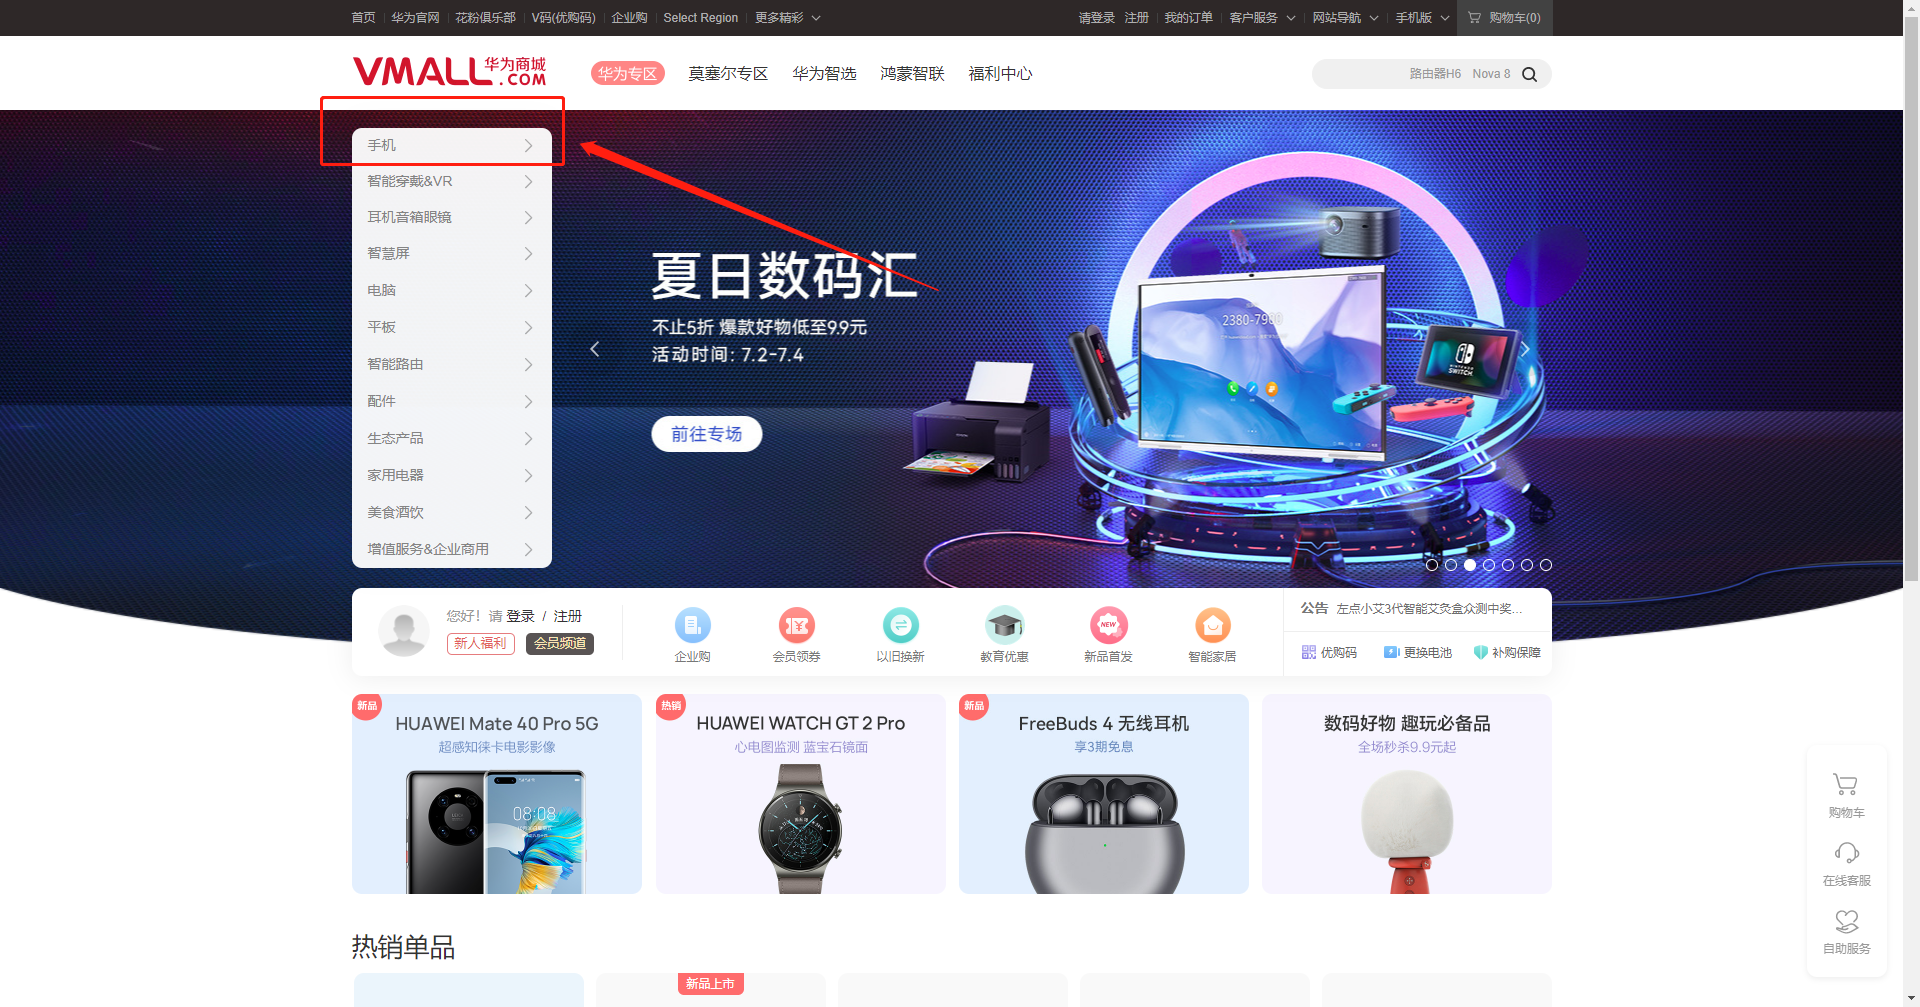 首页 华为官网 花粉俱乐部 V码(优购码) 企业购 Select Region 更多精彩
请登录 注册 我的订单 客户服务 网站导航 手机版 购物车(0)
VMALL华为商城
.COM
华为专区 莫塞尔专区 华为智选 鸿蒙智联 福利中心
路由器H6 Nova 8
手机
智能穿戴&VR
耳机音箱眼镜
智慧屏
电脑
平板
智能路由
配件
生态产品
家用电器
美食酒饮
增值服务&企业商用
夏日数码汇
不止5折 爆款好物低至9.9元
活动时间: 7.2-7.4
前往专场
NINTENDO
SWITCH
您好！请 登录 / 注册
新人福利 会员频道
企业购
会员领券
以旧换新
教育优惠
NEW
新品首发
智能家居
公告 左点小艾3代智能艾灸盒众测中奖...
优购码 更换电池 补购保障
新品
HUAWEI Mate 40 Pro 5G
超感知徕卡电影影像
08:08
热销
HUAWEI WATCH GT 2 Pro
心电图监测 蓝宝石镜面
新品
FreeBuds 4 无线耳机
享3期免息
数码好物 趣玩必备品
全场秒杀9.9元起
购物车
在线客服
自助服务
热销单品
新品上市